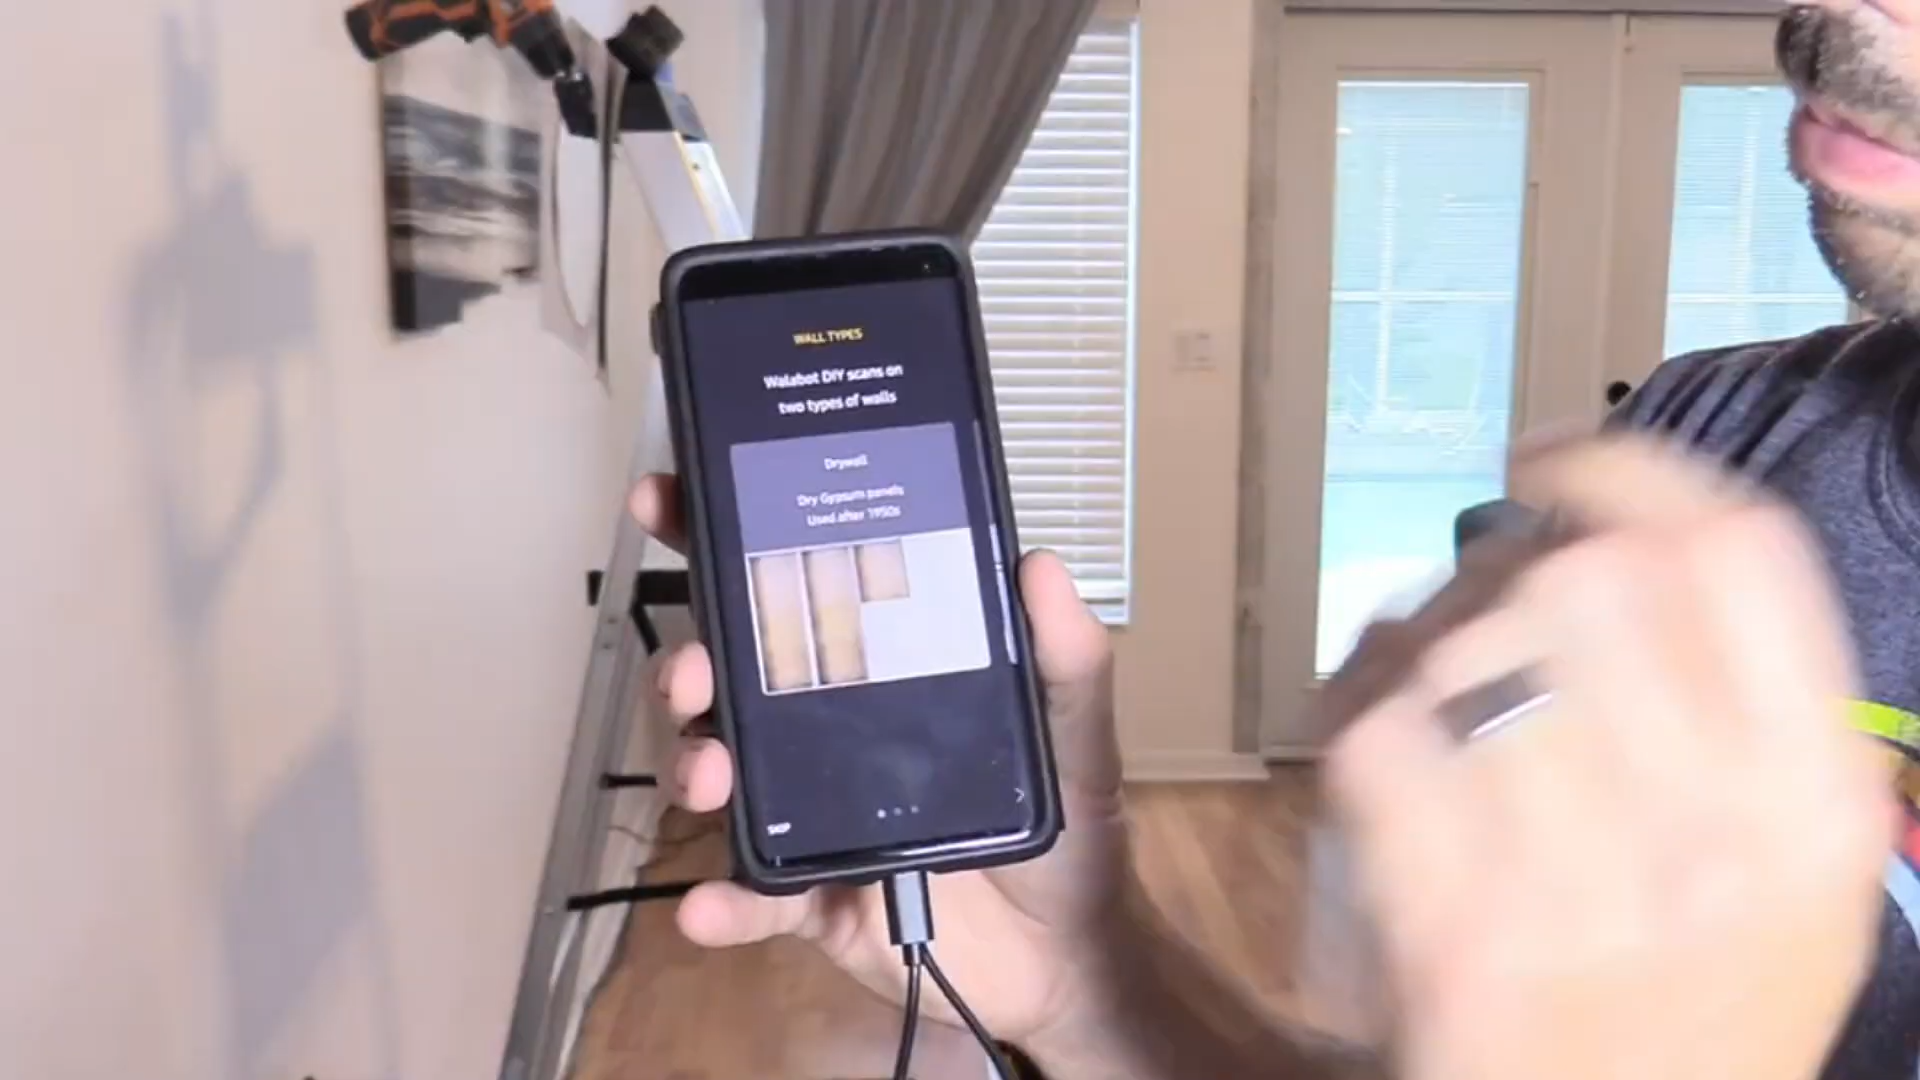 WALL TYPES
Walabot DIY scans on
two types of walls
Drywall
Dry Gypsum panels
Used after 1950s
SKIP